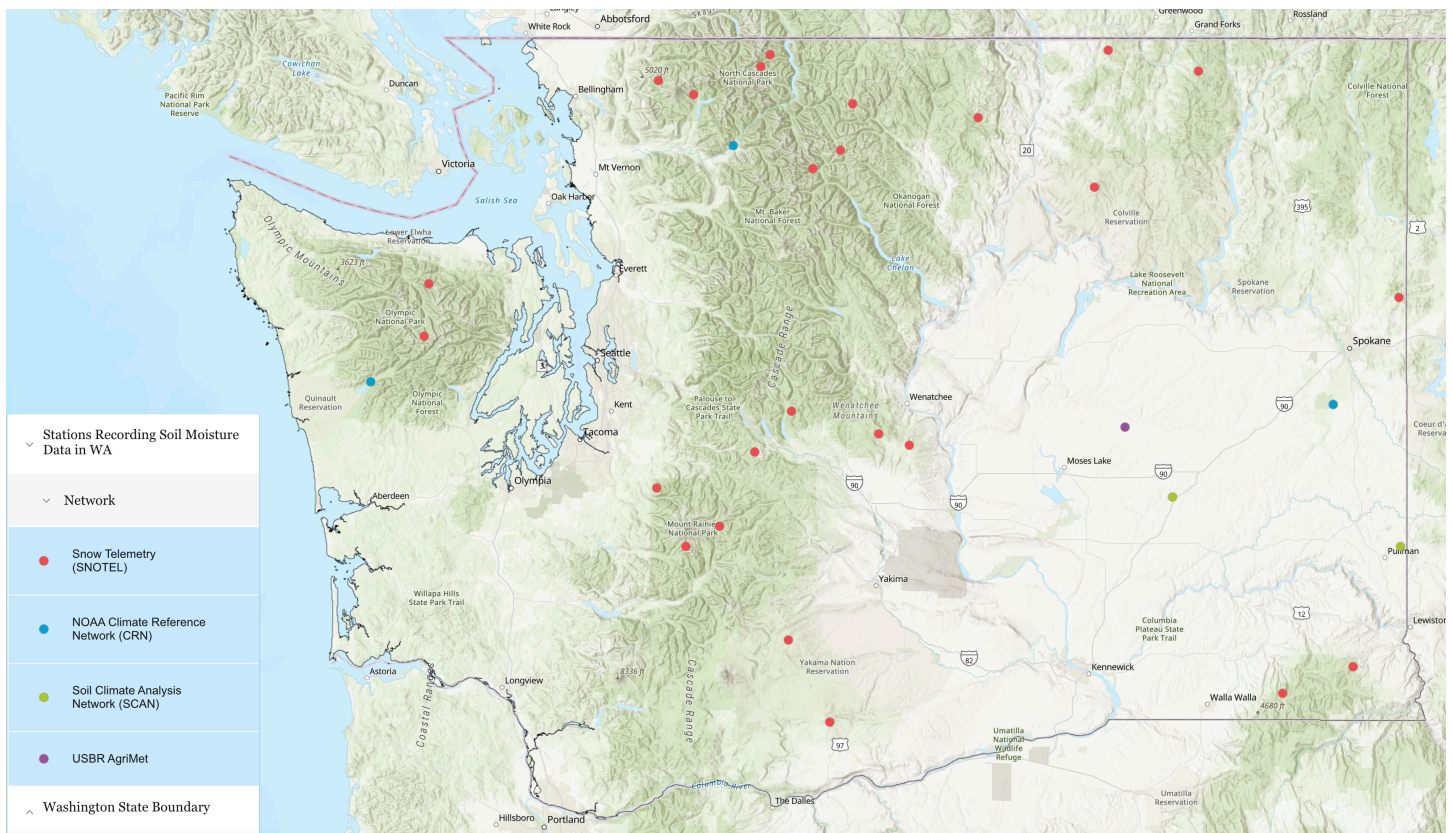 Langley
Abbotsford
White Rock
Skag
Greenwood
Grand Forks
Rossland
Cowichan
Lake
Duncan
Pacific Rim
National Park
Reserve
5020 ft
North Cascades
National Park
Bellingham
Colville National
Forest
Victoria
Salish Sea
Mt Vernon
Oak Harbor
20
Mt. Baker
National Forest
Okanogan
National Forest
Colville
Reservation
395
2
Olympic Mountains
Lower Elwha
Reservation
3623 ft
Everett
Lake
Chelan
Lake Roosevelt
National
Recreation Area
Spokane
Reservation
Olympic
National Park
Cascade Range
Seattle
3
Spokane
Quinault
Reservation
Olympic
National
Forest
Kent
Palouse to
Cascades State
Park Trail
Wenatchee
Mountains
Wenatchee
90
Tacoma
Coeur d'A
Reserva
Moses Lake
90
Olympia
90
90
Aberdeen
Mount Rainier
National Park
Pullman
Yakima
Willapa Hills
State Park Trail
Columbia
Plateau State
Park Trail
12
Lewiston
8336 ft
Cascade Range
Yakama Nation
Reservation
82
Kennewick
Astoria
Longview
Coastal Range
Walla Walla
4680 ft
97
Umatilla
National
Wildlife
Refuge
Columbia River
The Dalles
Umatilla
Reservation
Hillsboro
Portland
Stations Recording Soil Moisture
Data in WA
Network
Snow Telemetry
(SNOTEL)
NOAA Climate Reference
Network (CRN)
Soil Climate Analysis
Network (SCAN)
USBR AgriMet
Washington State Boundary